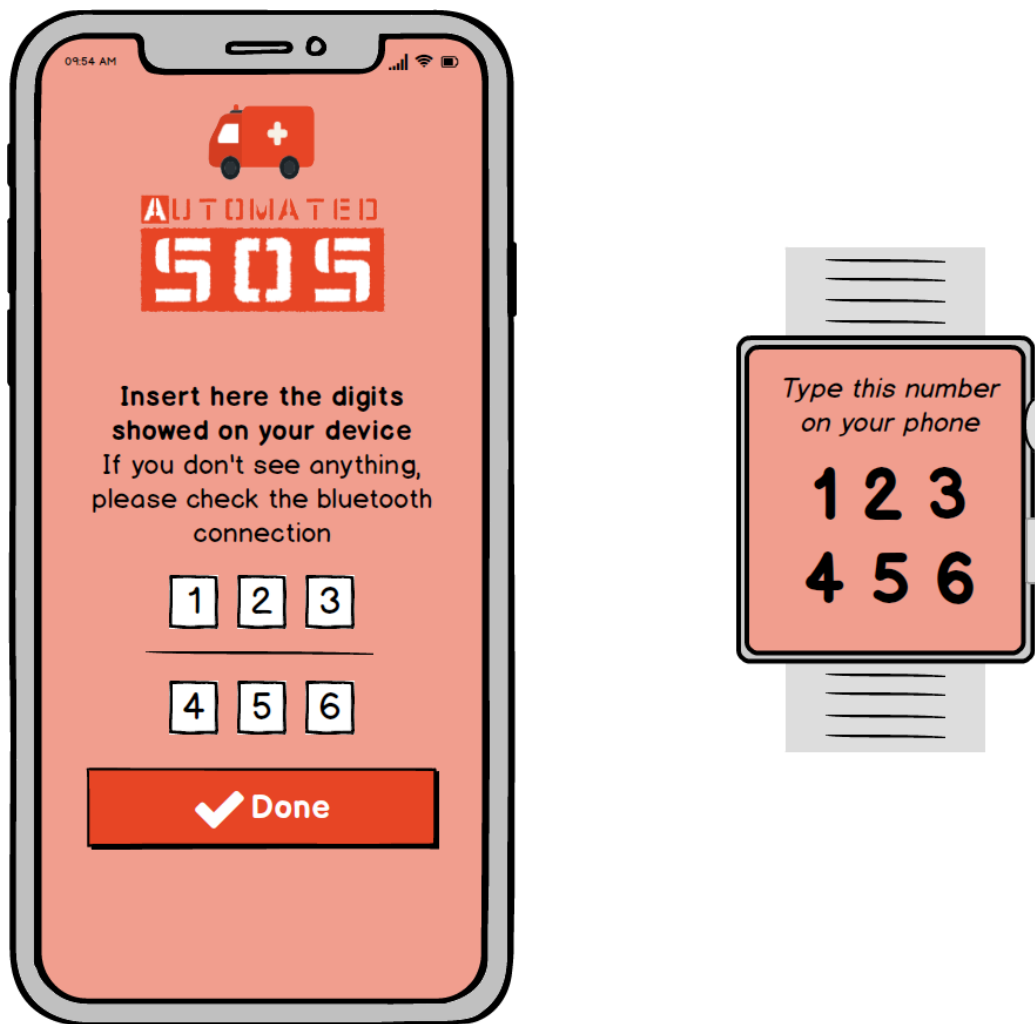 09:54 AM
AUTOMATED
SOS
Insert here the digits
showed on your device
If you don't see anything,
please check the bluetooth
connection
1 2 3
4 5 6
Done
Type this number
on your phone
1 2 3
4 5 6